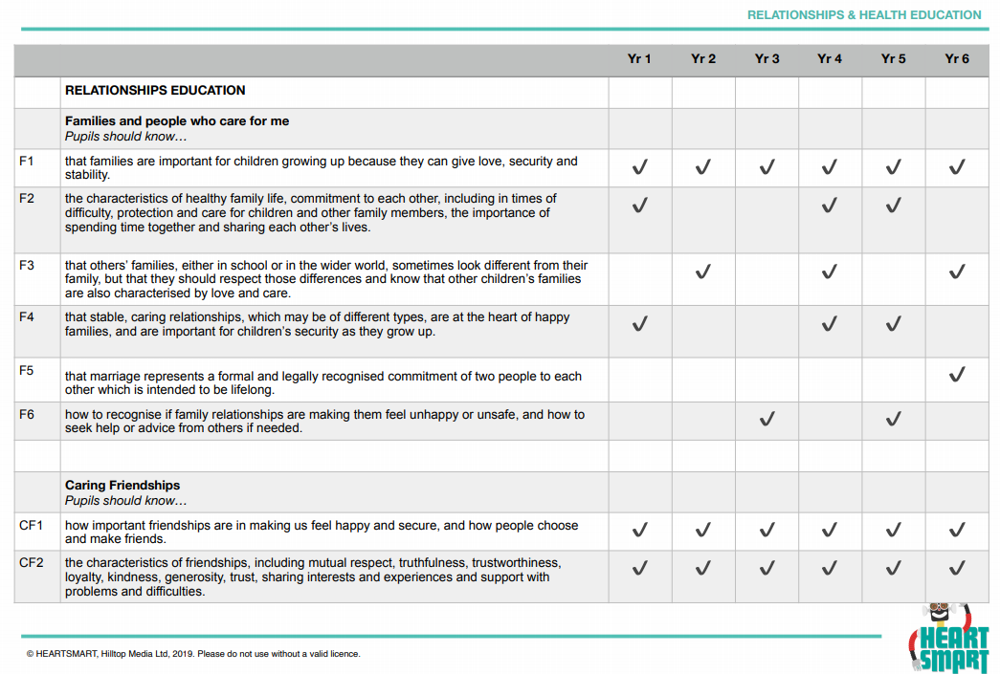 RELATIONSHIPS & HEALTH EDUCATION
Yr 1 Yr 2 Yr 3 Yr 4 Yr 5 Yr 6
RELATIONSHIPS EDUCATION
Families and people who care for me
Pupils should know…
F1 that families are important for children growing up because they can give love, security and
stability.
F2 the characteristics of healthy family life, commitment to each other, including in times of
difficulty, protection and care for children and other family members, the importance of
spending time together and sharing each other’s lives.
F3 that others’ families, either in school or in the wider world, sometimes look different from their
family, but that they should respect those differences and know that other children’s families
are also characterised by love and care.
F4 that stable, caring relationships, which may be of different types, are at the heart of happy
families, and are important for children’s security as they grow up.
F5 that marriage represents a formal and legally recognised commitment of two people to each
other which is intended to be lifelong.
F6 how to recognise if family relationships are making them feel unhappy or unsafe, and how to
seek help or advice from others if needed.
Caring Friendships
Pupils should know…
CF1 how important friendships are in making us feel happy and secure, and how people choose
and make friends.
CF2 the characteristics of friendships, including mutual respect, truthfulness, trustworthiness,
loyalty, kindness, generosity, trust, sharing interests and experiences and support with
problems and difficulties.
HEART
SMART
© HEARTSMART, Hilltop Media Ltd, 2019. Please do not use without a valid licence.